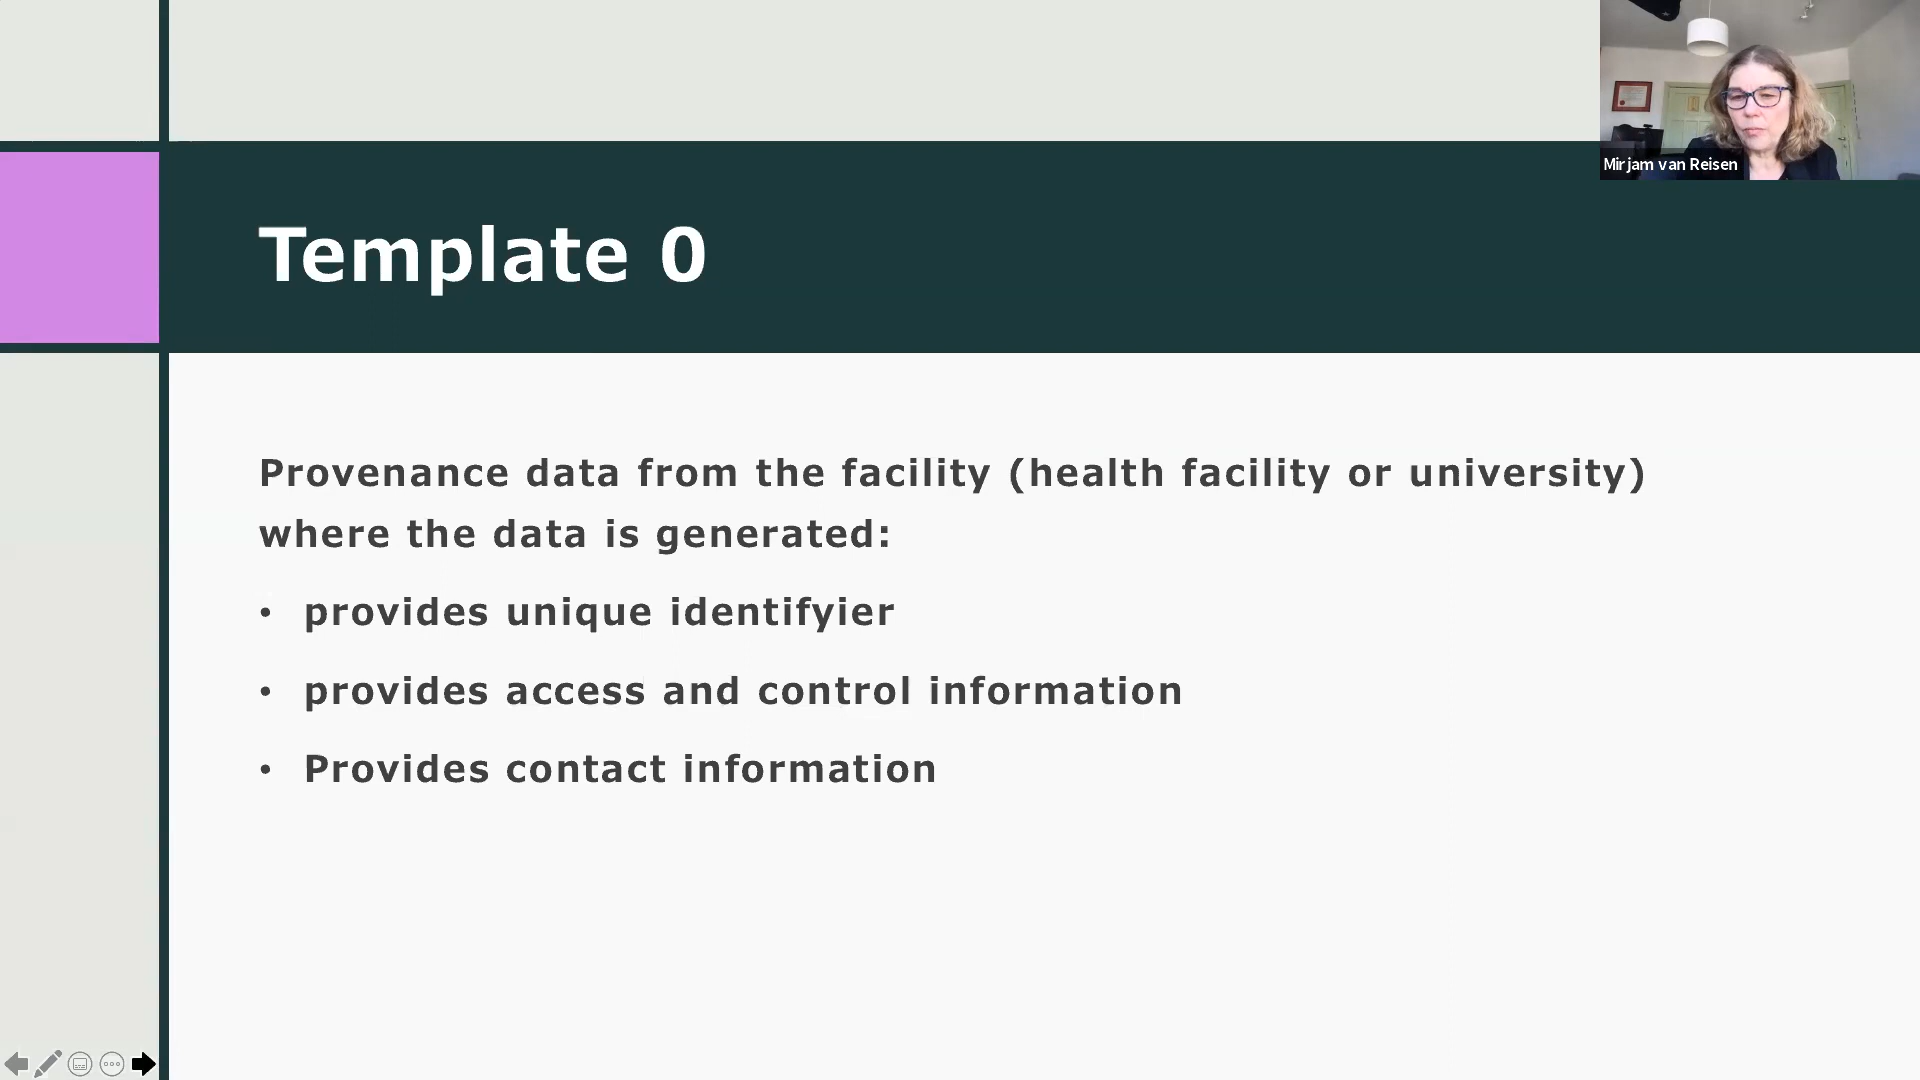 Mirjam van Reisen
Template 0
Provenance data from the facility (health facility or university)
where the data is generated:
• provides unique identifyier
• provides access and control information
• Provides contact information